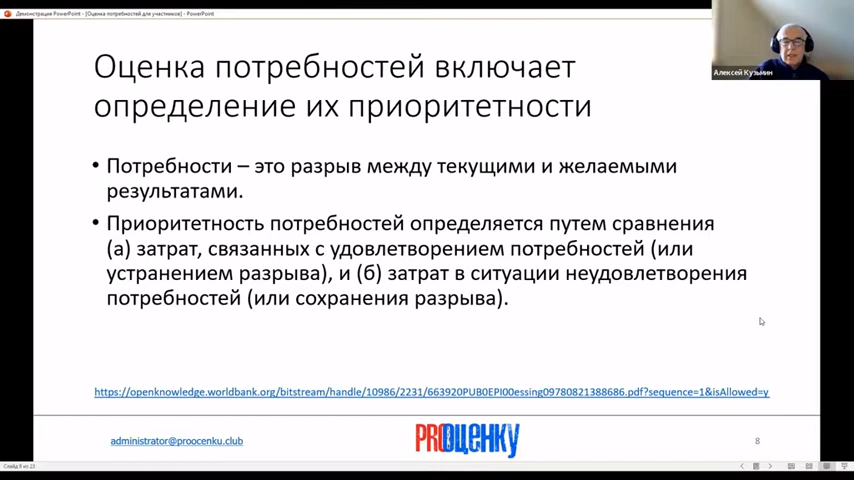 Демонстрация PowerPoint - [Оценка потребностей для участников] - PowerPoint
Алексей Кузьмин
Оценка потребностей включает
определение их приоритетности
• Потребности – это разрыв между текущими и желаемыми
результатами.
• Приоритетность потребностей определяется путем сравнения
(а) затрат, связанных с удовлетворением потребностей (или
устранением разрыва), и (б) затрат в ситуации неудовлетворения
потребностей (или сохранения разрыва).
https://openknowledge.worldbank.org/bitstream/handle/10986/2231/663920PUB0EPI00essing09780821388686.pdf?sequence=1&isAllowed=y
administrator@proocenku.club
PROОЦЕНКУ
8
Слайд 8 из 23